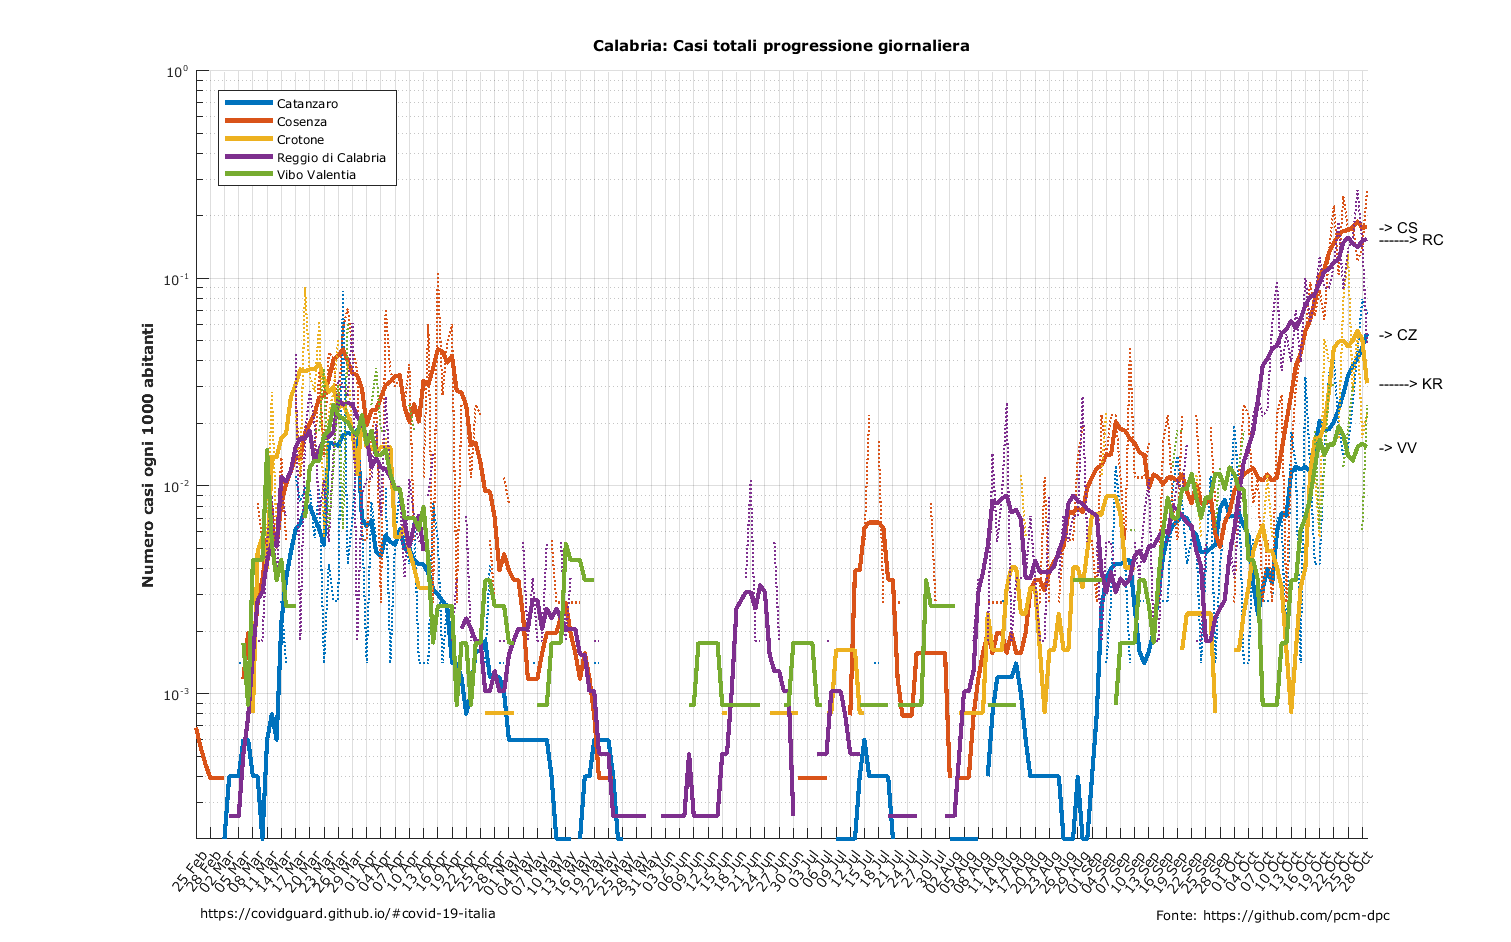 Calabria: Casi totali progressione giornaliera
10^0
10^-1
10^-2
10^-3
Numero casi ogni 1000 abitanti
Catanzaro
Cosenza
Crotone
Reggio di Calabria
Vibo Valentia
-> CS
------> RC
-> CZ
------> KR
-> VV
25 Feb
28 Feb
02 Mar
05 Mar
08 Mar
11 Mar
14 Mar
17 Mar
20 Mar
23 Mar
26 Mar
29 Mar
01 Apr
04 Apr
07 Apr
10 Apr
13 Apr
16 Apr
19 Apr
22 Apr
25 Apr
28 Apr
01 May
04 May
07 May
10 May
13 May
16 May
19 May
22 May
25 May
28 May
31 May
03 Jun
06 Jun
09 Jun
12 Jun
15 Jun
18 Jun
21 Jun
24 Jun
27 Jun
30 Jun
03 Jul
06 Jul
09 Jul
12 Jul
15 Jul
18 Jul
21 Jul
24 Jul
27 Jul
30 Jul
02 Aug
05 Aug
08 Aug
11 Aug
14 Aug
17 Aug
20 Aug
23 Aug
26 Aug
29 Aug
01 Sep
04 Sep
07 Sep
10 Sep
13 Sep
16 Sep
19 Sep
22 Sep
25 Sep
28 Sep
01 Oct
04 Oct
07 Oct
10 Oct
13 Oct
16 Oct
19 Oct
22 Oct
25 Oct
28 Oct
https://covidguard.github.io/#covid-19-italia
Fonte: https://github.com/pcm-dpc